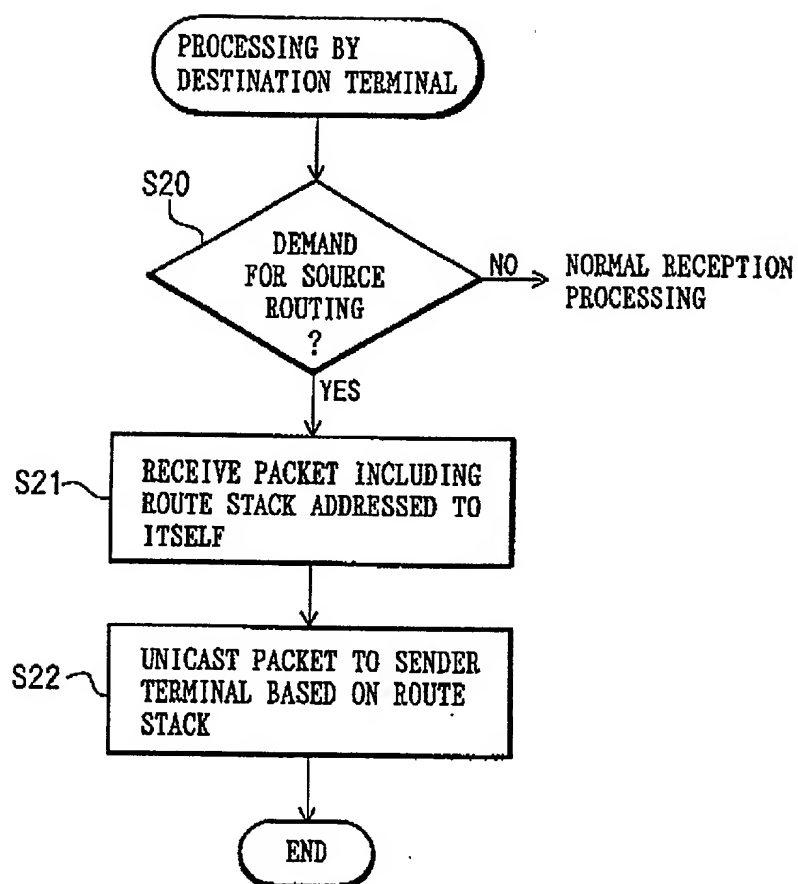 PROCESSING BY
DESTINATION TERMINAL
S20
DEMAND
FOR SOURCE
ROUTING
?
NO
NORMAL RECEPTION
PROCESSING
YES
S21
RECEIVE PACKET INCLUDING
ROUTE STACK ADDRESSED TO
ITSELF
S22
UNICAST PACKET TO SENDER
TERMINAL BASED ON ROUTE
STACK
END